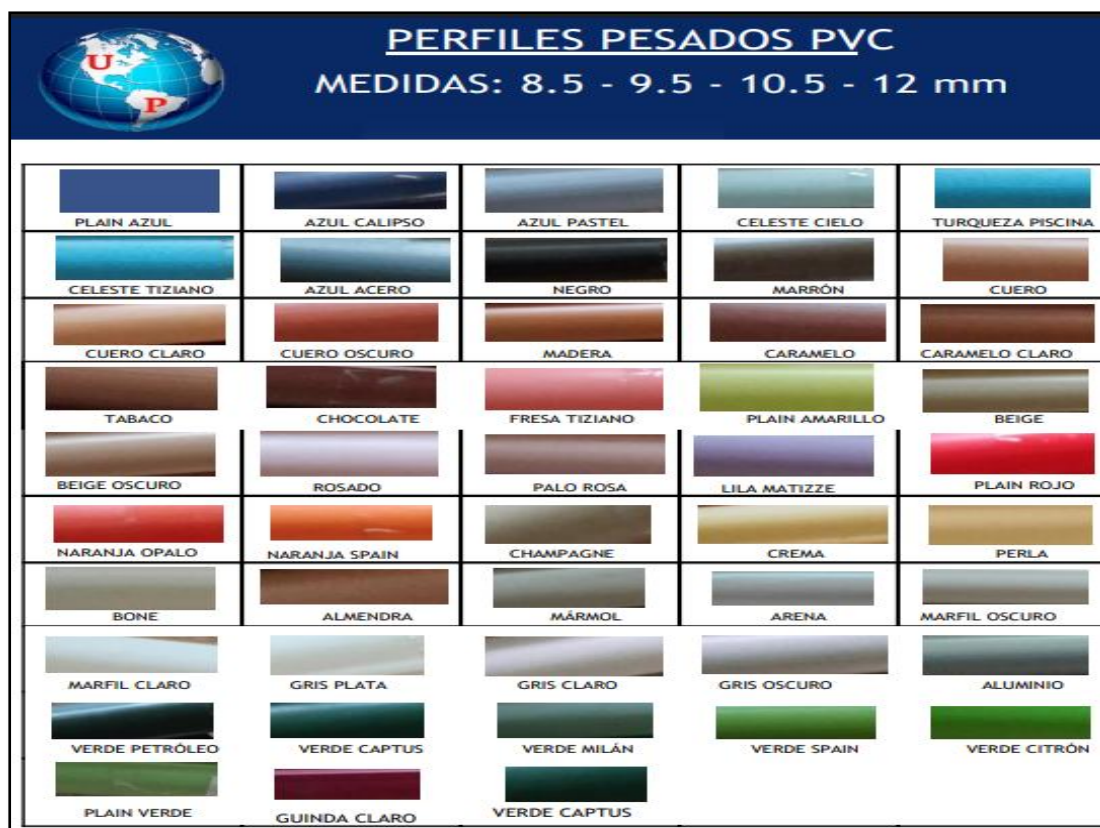 U
P
PERFILES PESADOS PVC
MEDIDAS: 8.5 - 9.5 - 10.5 - 12 mm
PLAIN AZUL
AZUL CALIPSO
AZUL PASTEL
CELESTE CIELO
TURQUEZA PISCINA
CELESTE TIZIANO
AZUL ACERO
NEGRO
MARRÓN
CUERO
CUERO CLARO
CUERO OSCURO
MADERA
CARAMELO
CARAMELO CLARO
TABACO
CHOCOLATE
FRESA TIZIANO
PLAIN AMARILLO
BEIGE
BEIGE OSCURO
ROSADO
PALO ROSA
LILA MATIZZE
PLAIN ROJO
NARANJA OPALO
NARANJA SPAIN
CHAMPAGNE
CREMA
PERLA
BONE
ALMENDRA
MÁRMOL
ARENA
MARFIL OSCURO
MARFIL CLARO
GRIS PLATA
GRIS CLARO
GRIS OSCURO
ALUMINIO
VERDE PETRÓLEO
VERDE CAPTUS
VERDE MILÁN
VERDE SPAIN
VERDE CITRÓN
PLAIN VERDE
GUINDA CLARO
VERDE CAPTUS